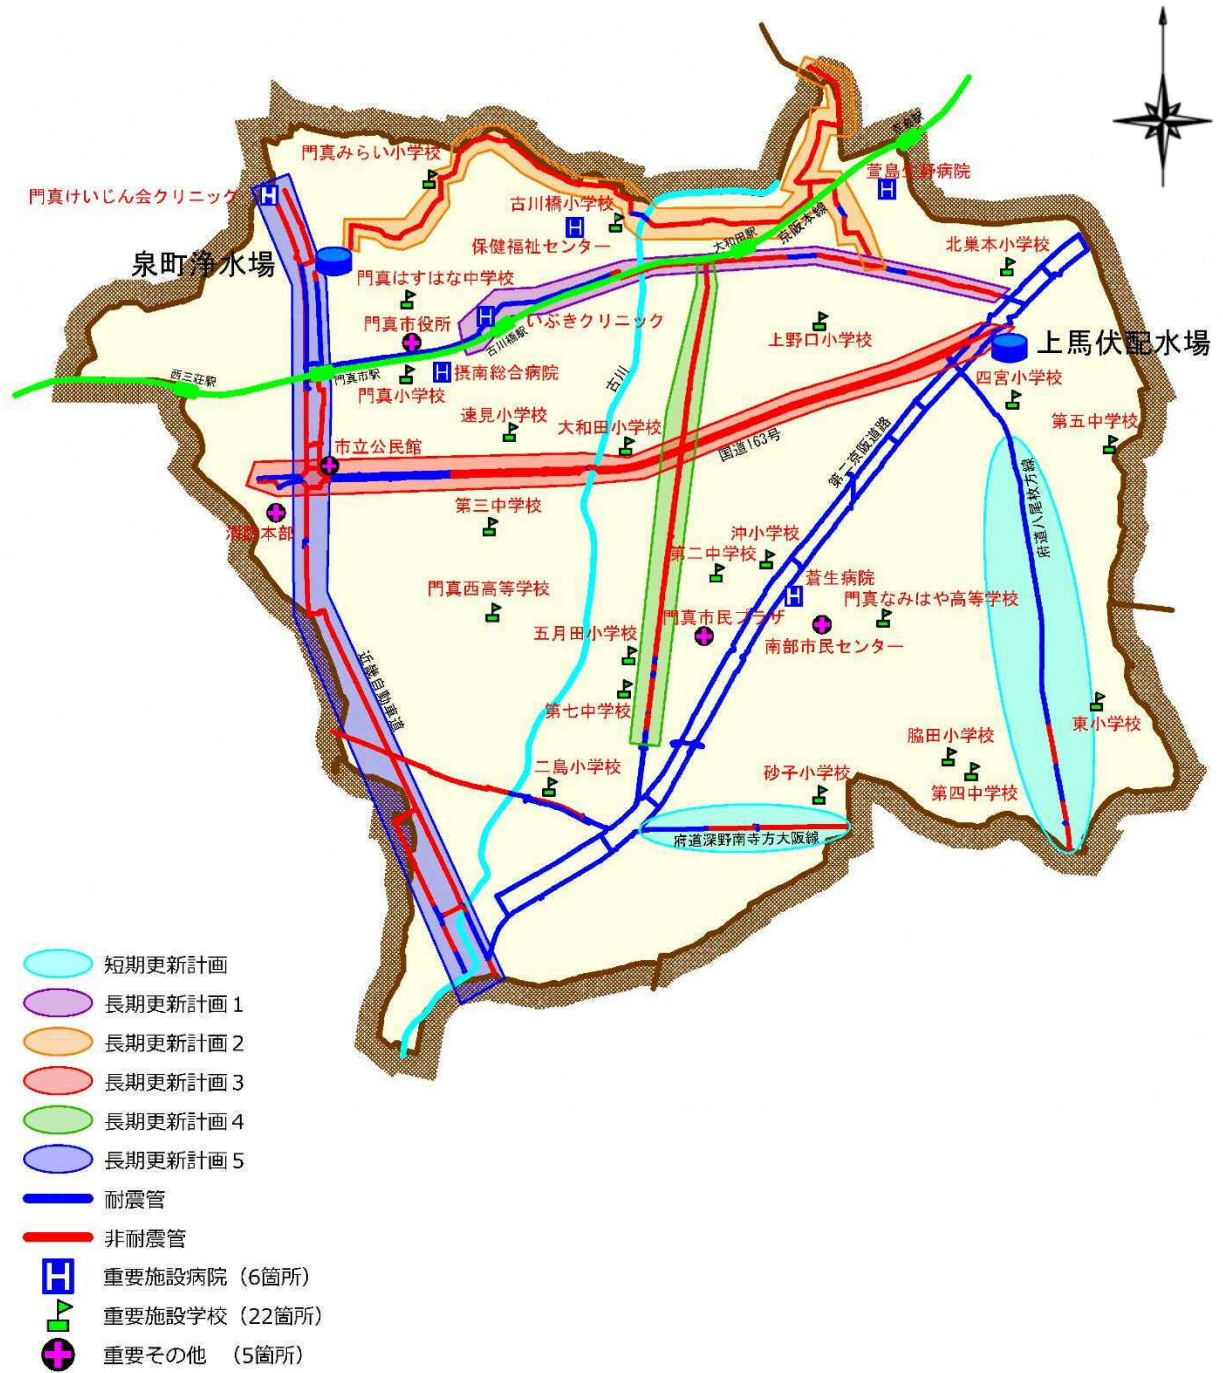 門真みらい小学校
萱島駅
萱島生野病院
門真けいじん会クリニック
古川橋小学校
京阪本線
大和田駅
保健福祉センター
北巣本小学校
泉町浄水場
門真はすはな中学校
門真市役所
いぶきクリニック
古川橋駅
上野口小学校
上馬伏配水場
西三荘駅
門真市駅
摂南総合病院
古川
四宮小学校
門真小学校
速見小学校
大和田小学校
第五中学校
市立公民館
国道163号
第二京阪道路
第三中学校
消防本部
沖小学校
第二中学校
府道八尾枚方線
蒼生病院
門真西高等学校
門真なみはや高等学校
門真市民プラザ
五月田小学校
南部市民センター
近畿自動車道
第七中学校
東小学校
脇田小学校
二島小学校
砂子小学校
第四中学校
府道深野南寺方大阪線
短期更新計画
長期更新計画1
長期更新計画2
長期更新計画3
長期更新計画4
長期更新計画5
耐震管
非耐震管
重要施設病院（6箇所）
重要施設学校（22箇所）
重要その他　（5箇所）